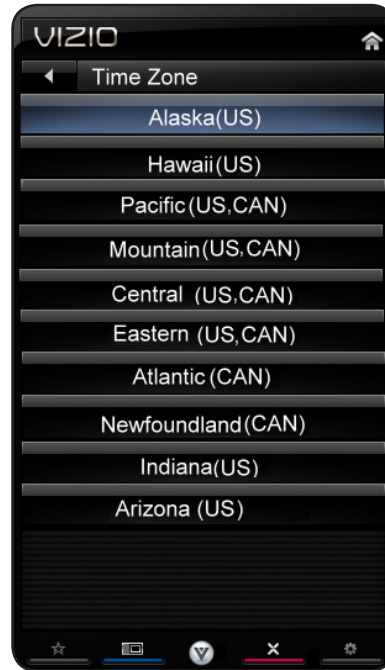 VIZIO
Time Zone
Alaska(US)
Hawaii(US)
Pacific(US,CAN)
Mountain(US,CAN)
Central (US,CAN)
Eastern (US,CAN)
Atlantic(CAN)
Newfoundland(CAN)
Indiana(US)
Arizona (US)
V